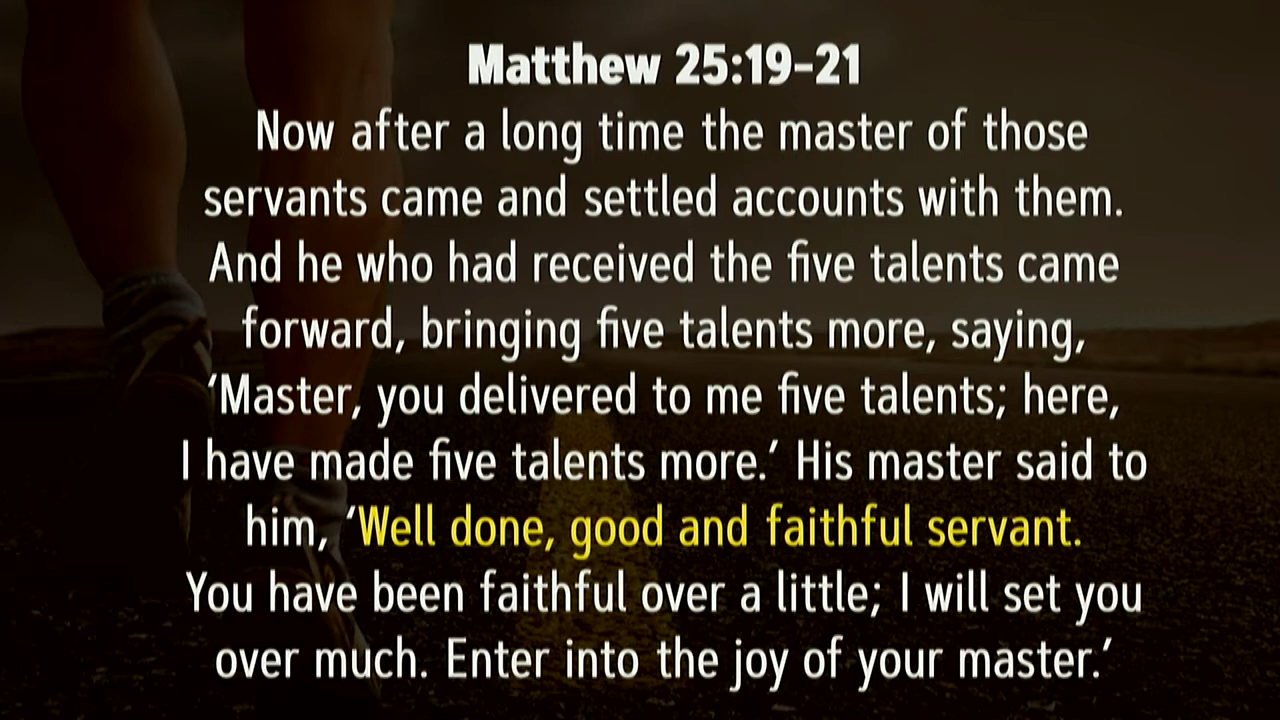 Matthew 25:19–21
Now after a long time the master of those
servants came and settled accounts with them.
And he who had received the five talents came
forward, bringing five talents more, saying,
‘Master, you delivered to me five talents; here,
I have made five talents more.’ His master said to
him, ‘Well done, good and faithful servant.
You have been faithful over a little; I will set you
over much. Enter into the joy of your master.’